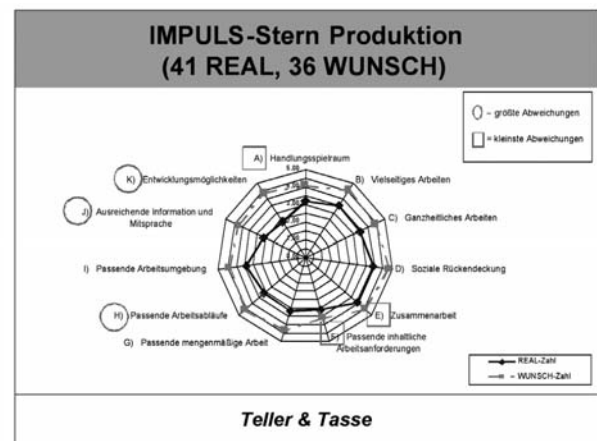 IMPULS-Stern Produktion
(41 REAL, 36 WUNSCH)
– größte Abweichungen
= kleinste Abweichungen
A) Handlungsspielraum
K) Entwicklungsmöglichkeiten
B) Vielseitiges Arbeiten
J) Ausreichende Information und
Mitsprache
C) Ganzheitliches Arbeiten
I) Passende Arbeitsumgebung
D) Soziale Rückendeckung
H) Passende Arbeitsabläufe
E) Zusammenarbeit
G) Passende mengenmäßige Arbeit
F) Passende inhaltliche
Arbeitsanforderungen
REAL-Zahl
WUNSCH-Zahl
Teller & Tasse